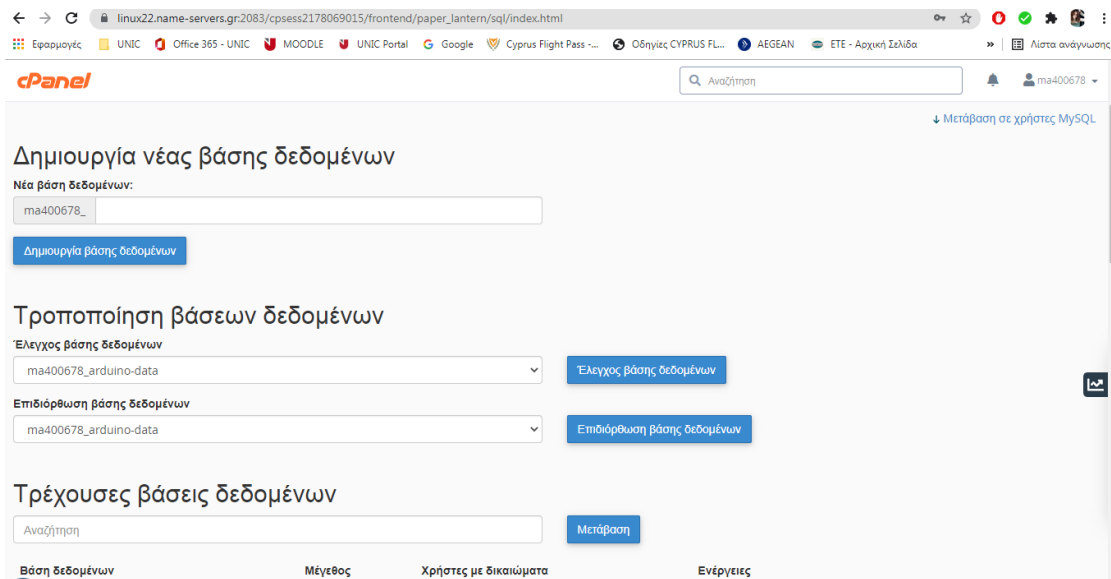 linux22.name-servers.gr:2083/cpsess2178069015/frontend/paper_lantern/sql/index.html
Εφαρμογές UNIC Office 365 - UNIC MOODLE UNIC Portal Google Cyprus Flight Pass -... Οδηγίες CYPRUS FL... AEGEAN ETE - Αρχική Σελίδα » Λίστα ανάγνωσης
cPanel Αναζήτηση ma400678
Μετάβαση σε χρήστες MySQL
Δημιουργία νέας βάσης δεδομένων
Νέα βάση δεδομένων:
ma400678_
Δημιουργία βάσης δεδομένων
Τροποποίηση βάσεων δεδομένων
Έλεγχος βάσης δεδομένων
ma400678_arduino-data Έλεγχος βάσης δεδομένων
Επιδιόρθωση βάσης δεδομένων
ma400678_arduino-data Επιδιόρθωση βάσης δεδομένων
Τρέχουσες βάσεις δεδομένων
Αναζήτηση Μετάβαση
Βάση δεδομένων Μέγεθος Χρήστες με δικαιώματα Ενέργειες